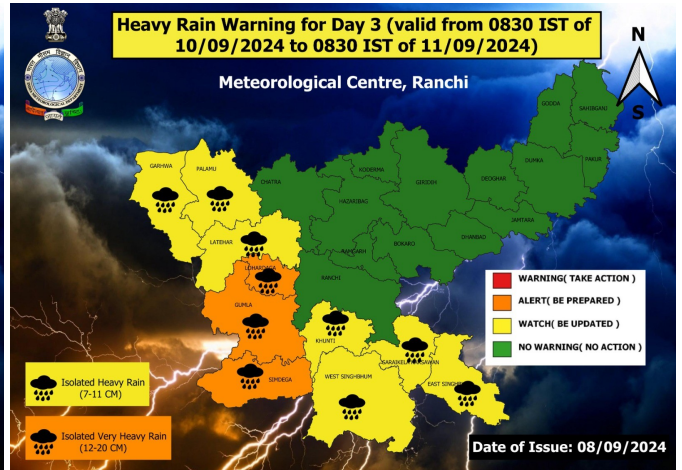 Heavy Rain Warning for Day 3 (valid from 0830 IST of
10/09/2024 to 0830 IST of 11/09/2024)
Meteorological Centre, Ranchi
N
S
GODDA
SAHIBGANJ
GARHWA
PALAMU
CHATRA
KODERMA
GIRIDIH
DEOGHAR
DUMKA
PAKUR
HAZARIBAG
JAMTARA
LATEHAR
RAMGARH
BOKARO
DHANBAD
LOHARDAGA
RANCHI
GUMLA
KHUNTI
SIMDEGA
WEST SINGHBHUM
EAST SINGHBHUM
WARNING( TAKE ACTION )
ALERT( BE PREPARED )
WATCH( BE UPDATED )
NO WARNING( NO ACTION )
Isolated Heavy Rain
(7-11 CM)
Isolated Very Heavy Rain
(12-20 CM)
Date of Issue: 08/09/2024